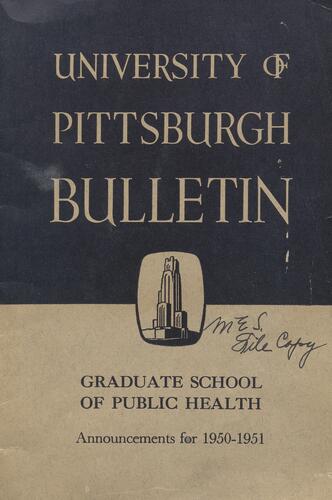 UNIVERSITY OF
PITTSBURGH
BULLETIN
M E S.
File Copy
GRADUATE SCHOOL
OF PUBLIC HEALTH
Announcements for 1950-1951